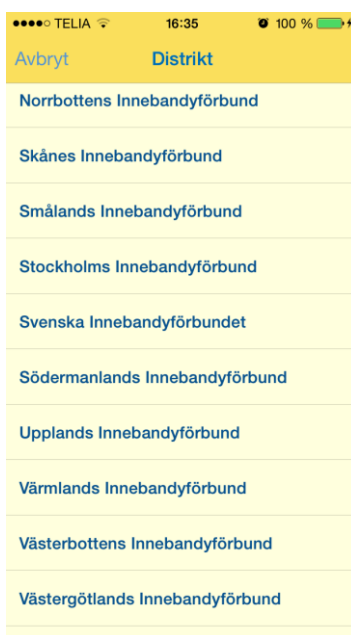 TELIA 16:35 100 %
Avbryt Distrikt
Norrbottens Innebandyförbund
Skånes Innebandyförbund
Smålands Innebandyförbund
Stockholms Innebandyförbund
Svenska Innebandyförbundet
Södermanlands Innebandyförbund
Upplands Innebandyförbund
Värmlands Innebandyförbund
Västerbottens Innebandyförbund
Västergötlands Innebandyförbund